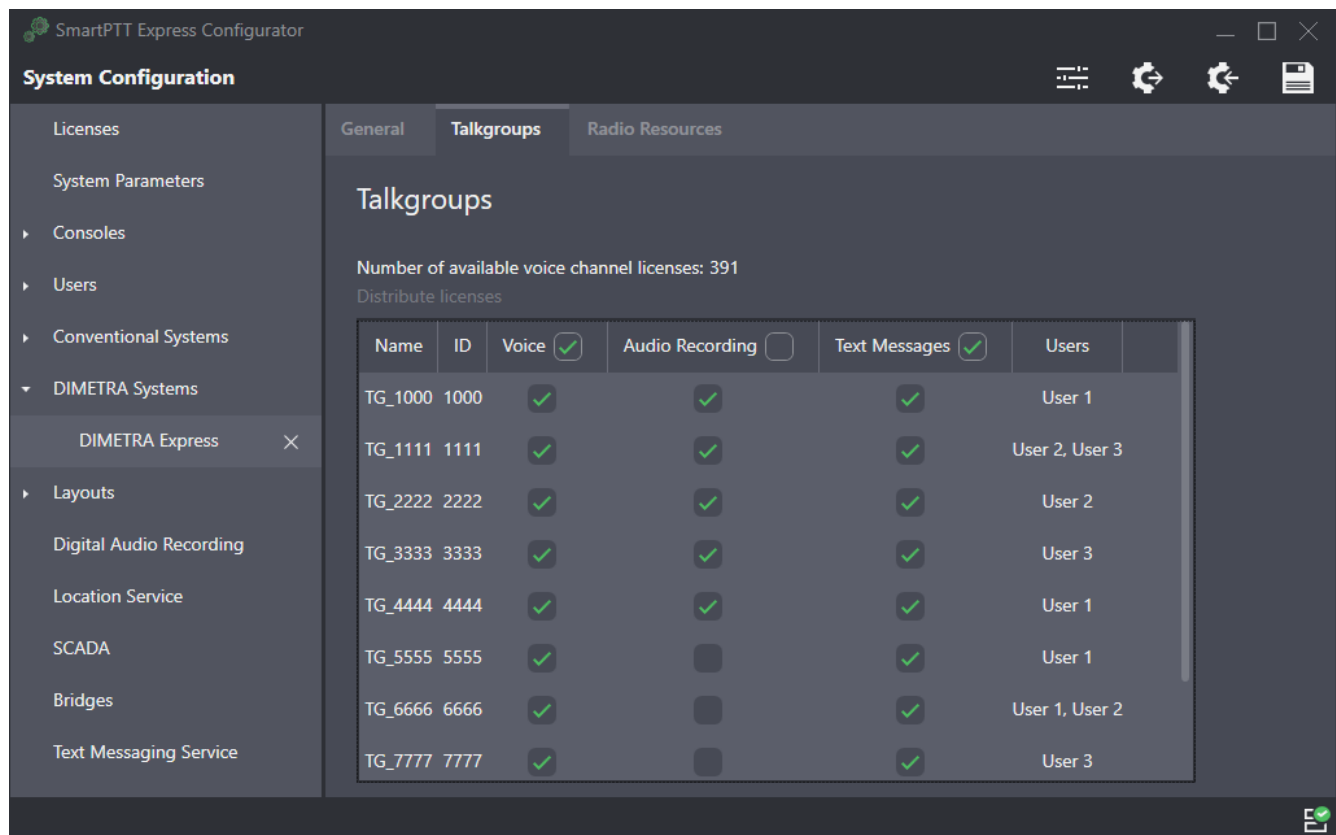 SmartPTT Express Configurator
System Configuration
Licenses
System Parameters
Consoles
Users
Conventional Systems
DIMETRA Systems
DIMETRA Express
Layouts
Digital Audio Recording
Location Service
SCADA
Bridges
Text Messaging Service
General Talkgroups Radio Resources
Talkgroups
Number of available voice channel licenses: 391
Distribute licenses
Name ID Voice Audio Recording Text Messages Users
TG_1000 1000 User 1
TG_1111 1111 User 2, User 3
TG_2222 2222 User 2
TG_3333 3333 User 3
TG_4444 4444 User 1
TG_5555 5555 User 1
TG_6666 6666 User 1, User 2
TG_7777 7777 User 3